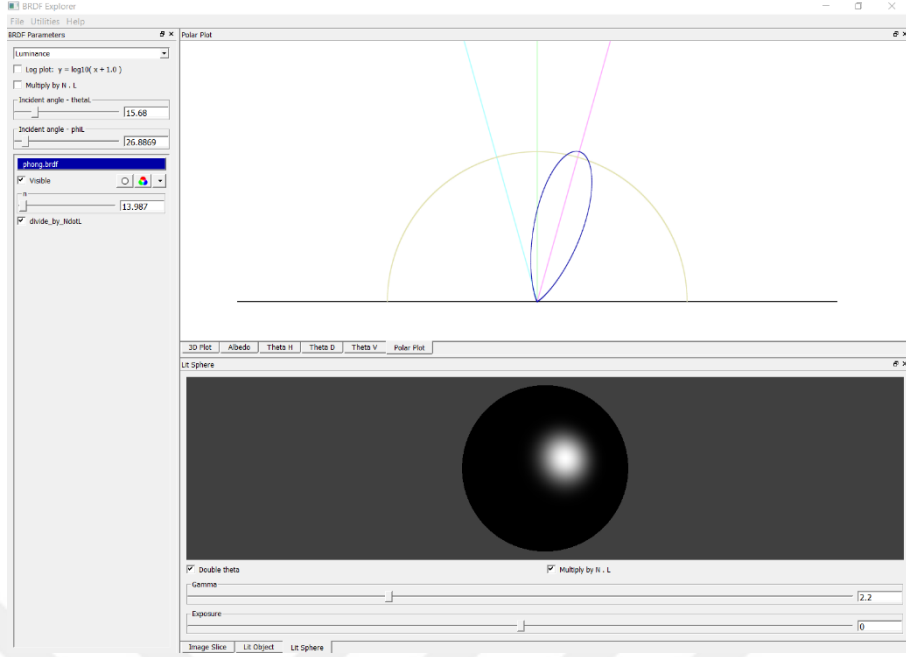 BRDF Explorer
File Utilities Help
BRDF Parameters
Luminance
Log plot: y = log10( x + 1.0 )
Multiply by N . L
Incident angle - thetaL
15.68
Incident angle - phiL
26.8869
phong.brdf
Visible
n
13.987
divide_by_NdotL
Polar Plot
3D Plot Albedo Theta H Theta D Theta V Polar Plot
Lit Sphere
Double theta Multiply by N . L
Gamma
2.2
Exposure
0
Image Slice Lit Object Lit Sphere